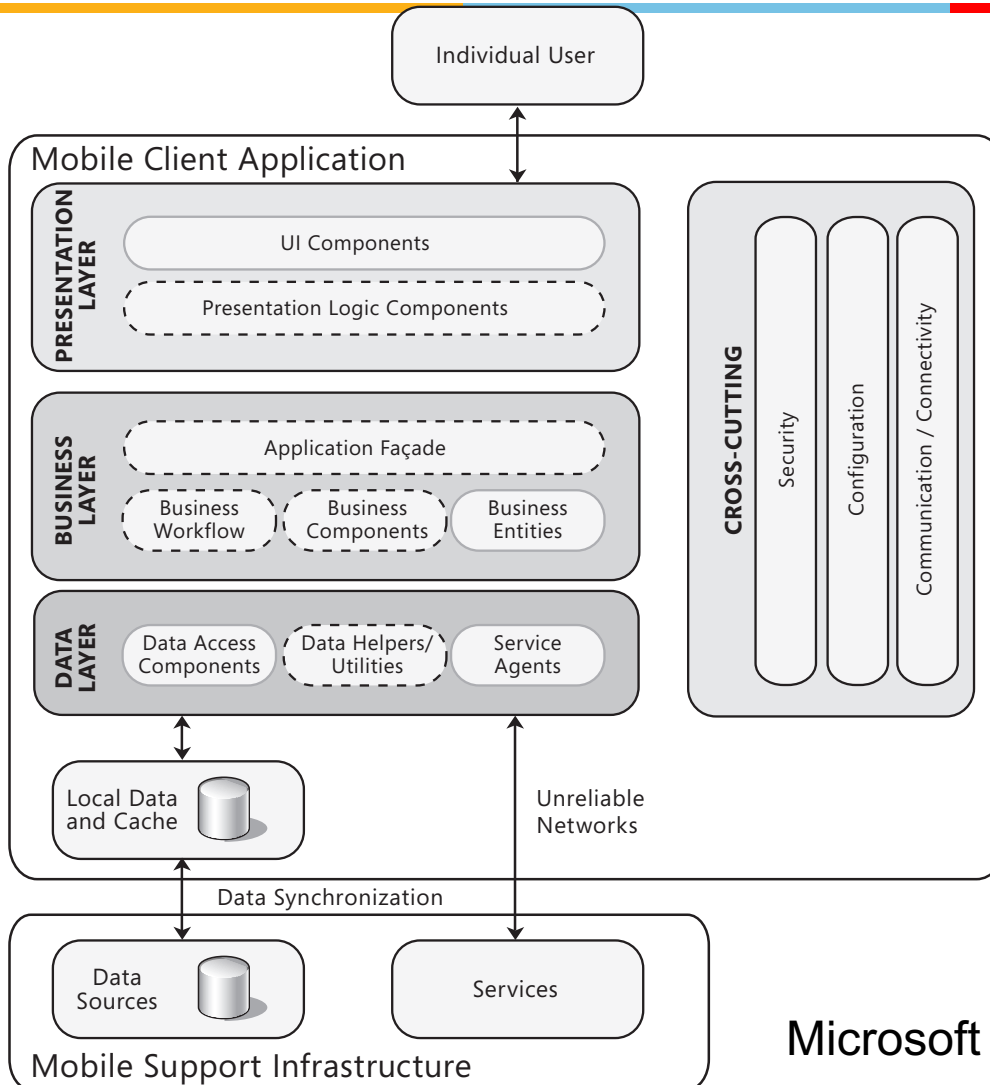 Individual User
Mobile Client Application
PRESENTATION
LAYER
UI Components
Presentation Logic Components
BUSINESS
LAYER
Application Façade
Business
Workflow
Business
Components
Business
Entities
DATA
LAYER
Data Access
Components
Data Helpers/
Utilities
Service
Agents
CROSS-CUTTING
Security
Configuration
Communication / Connectivity
Local Data
and Cache
Unreliable
Networks
Data Synchronization
Data
Sources
Services
Mobile Support Infrastructure
Microsoft